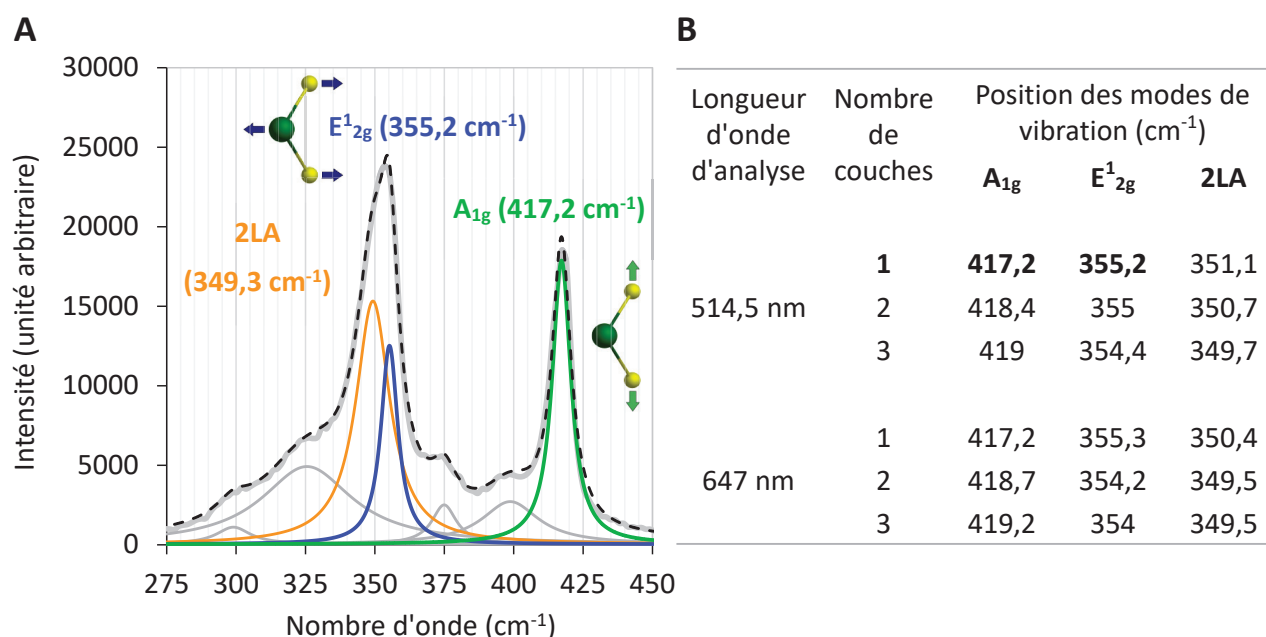 A
B
30000
25000
20000
15000
10000
5000
0
Intensité (unité arbitraire)
E¹₂g (355,2 cm⁻¹)
2LA
(349,3 cm⁻¹)
A₁g (417,2 cm⁻¹)
275 300 325 350 375 400 425 450
Nombre d'onde (cm⁻¹)
Longueur d'onde d'analyse
Nombre de couches
Position des modes de vibration (cm⁻¹)
A₁g E¹₂g 2LA
1 417,2 355,2 351,1
514,5 nm 2 418,4 355 350,7
3 419 354,4 349,7
1 417,2 355,3 350,4
647 nm 2 418,7 354,2 349,5
3 419,2 354 349,5